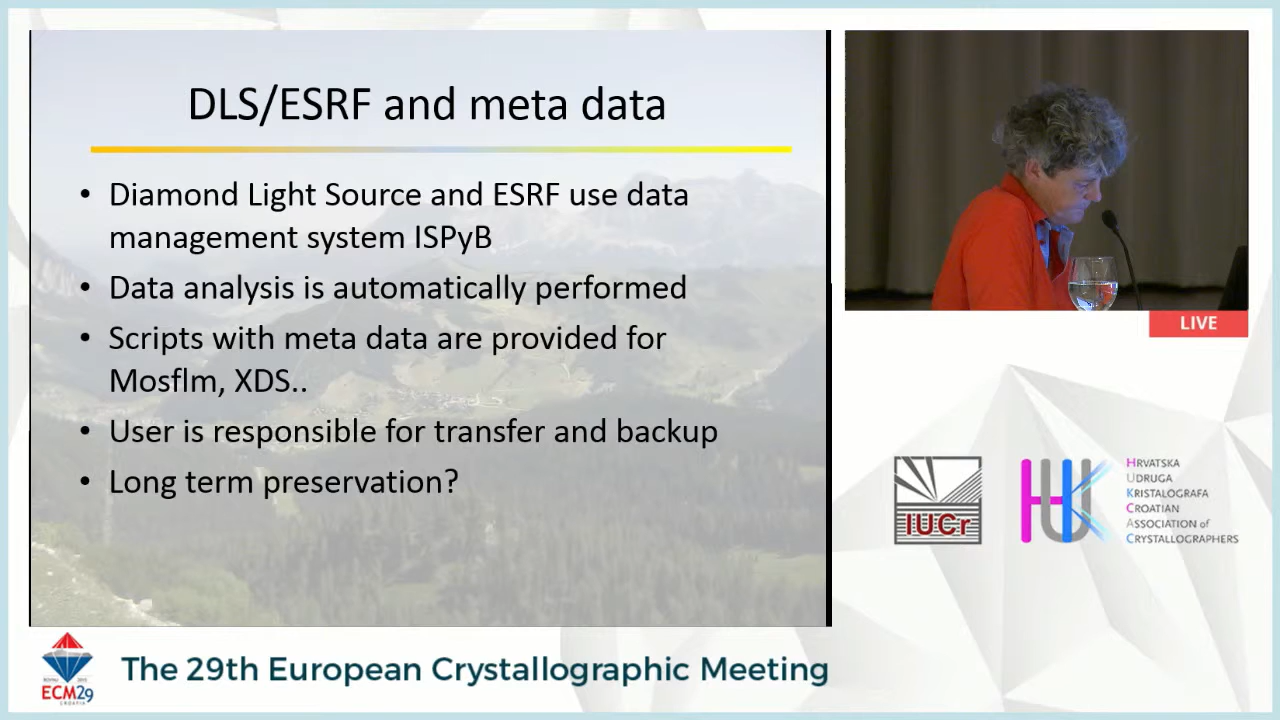 DLS/ESRF and meta data
• Diamond Light Source and ESRF use data
management system ISPyB
• Data analysis is automatically performed
• Scripts with meta data are provided for
Mosflm, XDS..
• User is responsible for transfer and backup
• Long term preservation?
LIVE
IUCr
HUK
HRVATSKA
UDRUGA
KRISTALOGRAFA
CROATIAN
ASSOCIATION of
CRYSTALLOGRAPHERS
ECM29
CROATIA
The 29th European Crystallographic Meeting